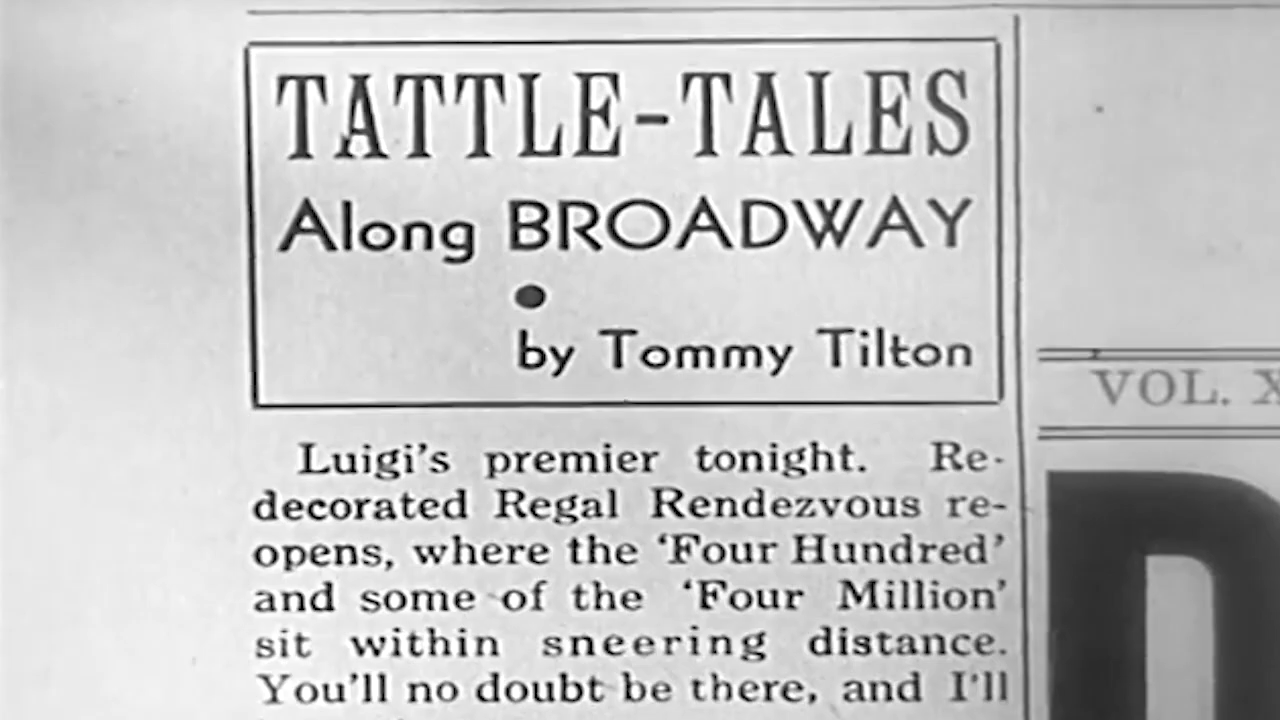 TATTLE-TALES
Along BROADWAY
by Tommy Tilton
Luigi's premier tonight. Re-
decorated Regal Rendezvous re-
opens, where the 'Four Hundred'
and some of the 'Four Million'
sit within sneering distance.
You'll no doubt be there, and I'll
VOL. X
D